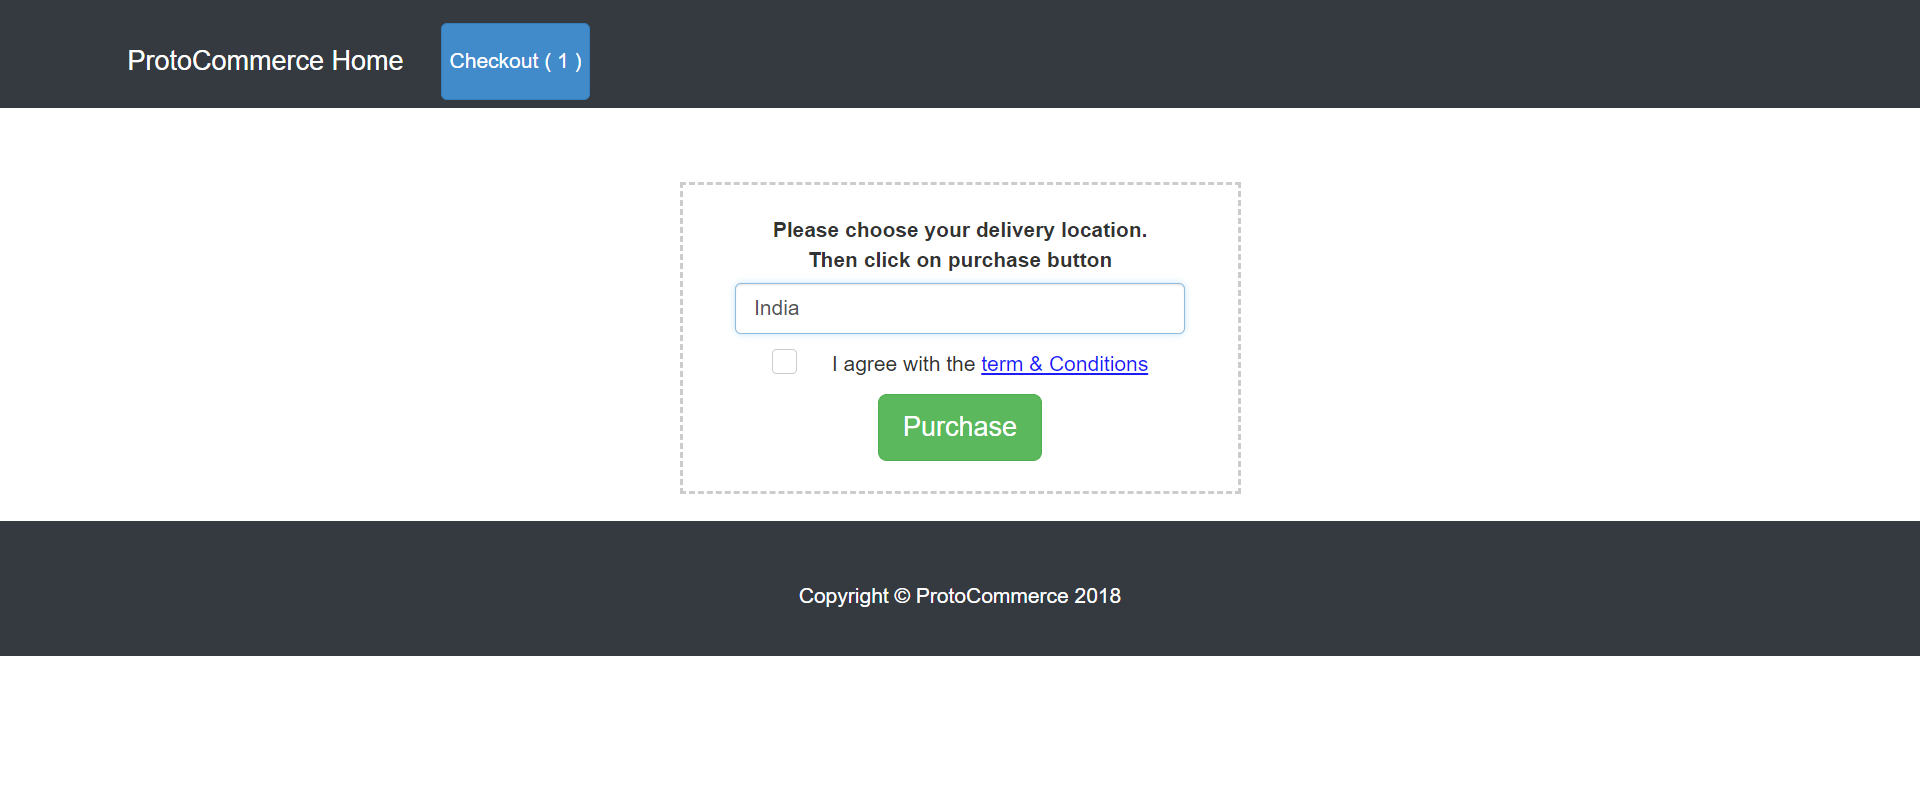 ProtoCommerce Home
Checkout ( 1 )
Please choose your delivery location.
Then click on purchase button
India
I agree with the term & Conditions
Purchase
Copyright © ProtoCommerce 2018